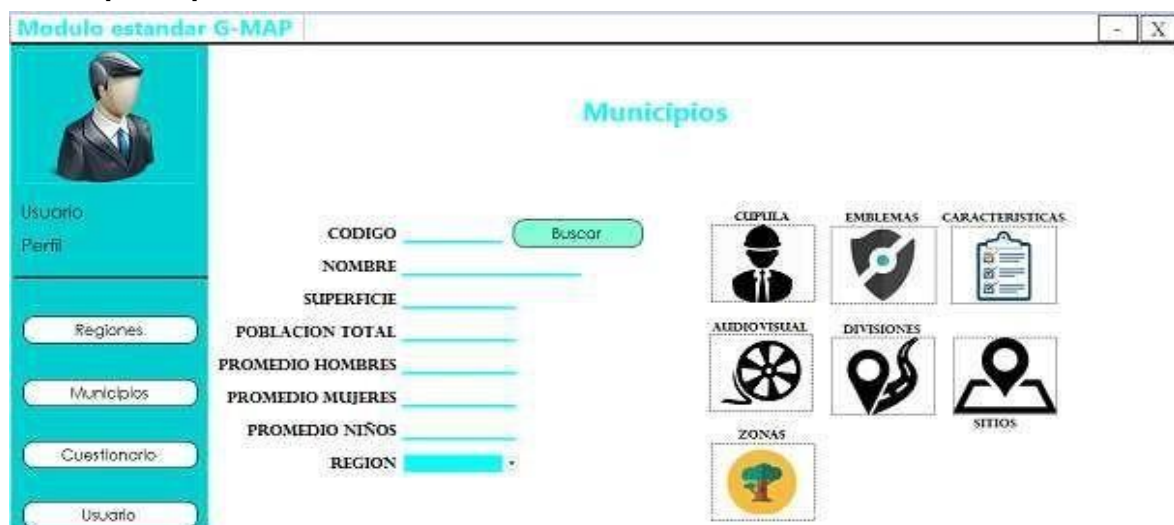 Modulo estandar G-MAP
- X
Municipios
Usuario
Perfil
Regiones
Municipios
Cuestionario
Usuario
CODIGO
Buscar
NOMBRE
SUPERFICIE
POBLACION TOTAL
PROMEDIO HOMBRES
PROMEDIO MUJERES
PROMEDIO NIÑOS
REGION
CUPULA EMBLEMAS CARACTERISTICAS
AUDIOVISUAL DIVISIONES
SITIOS
ZONAS